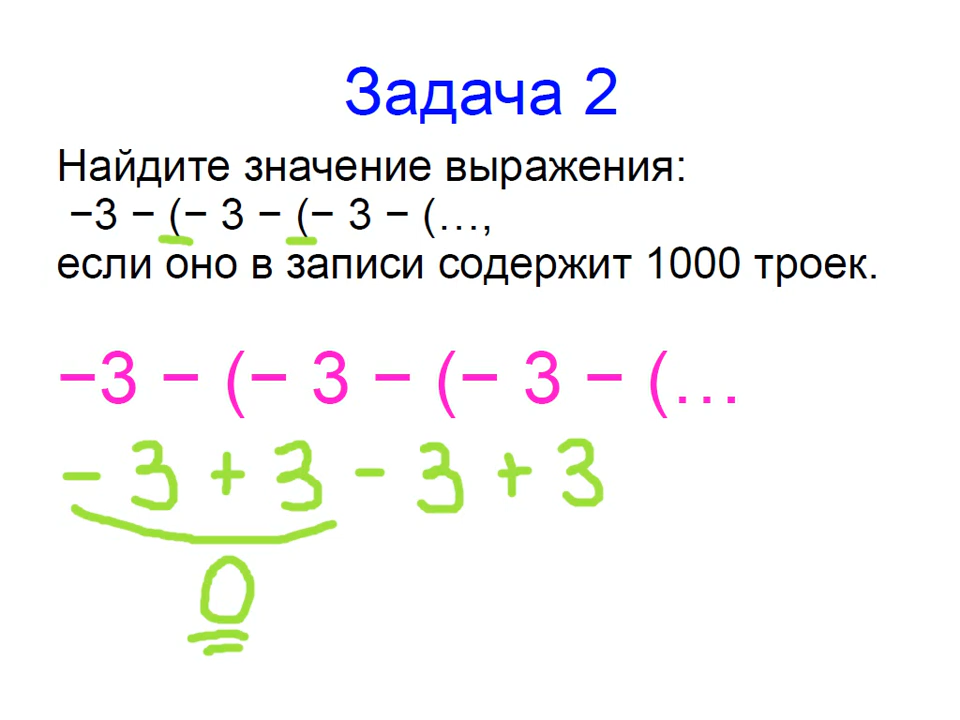 Задача 2
Найдите значение выражения:
−3 − (− 3 − (− 3 − (…,
если оно в записи содержит 1000 троек.
−3 − (− 3 − (− 3 − (…
− 3 + 3 − 3 + 3
0